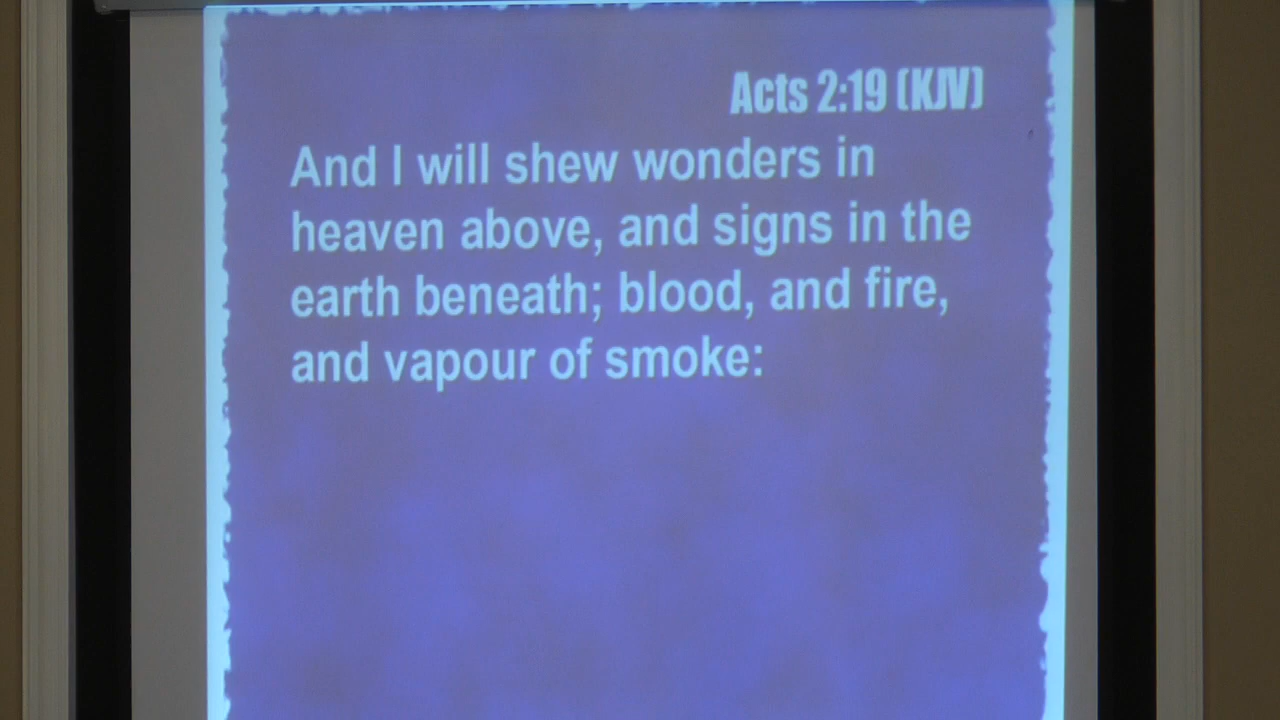 Acts 2:19 (KJV)
And I will shew wonders in
heaven above, and signs in the
earth beneath; blood, and fire,
and vapour of smoke: